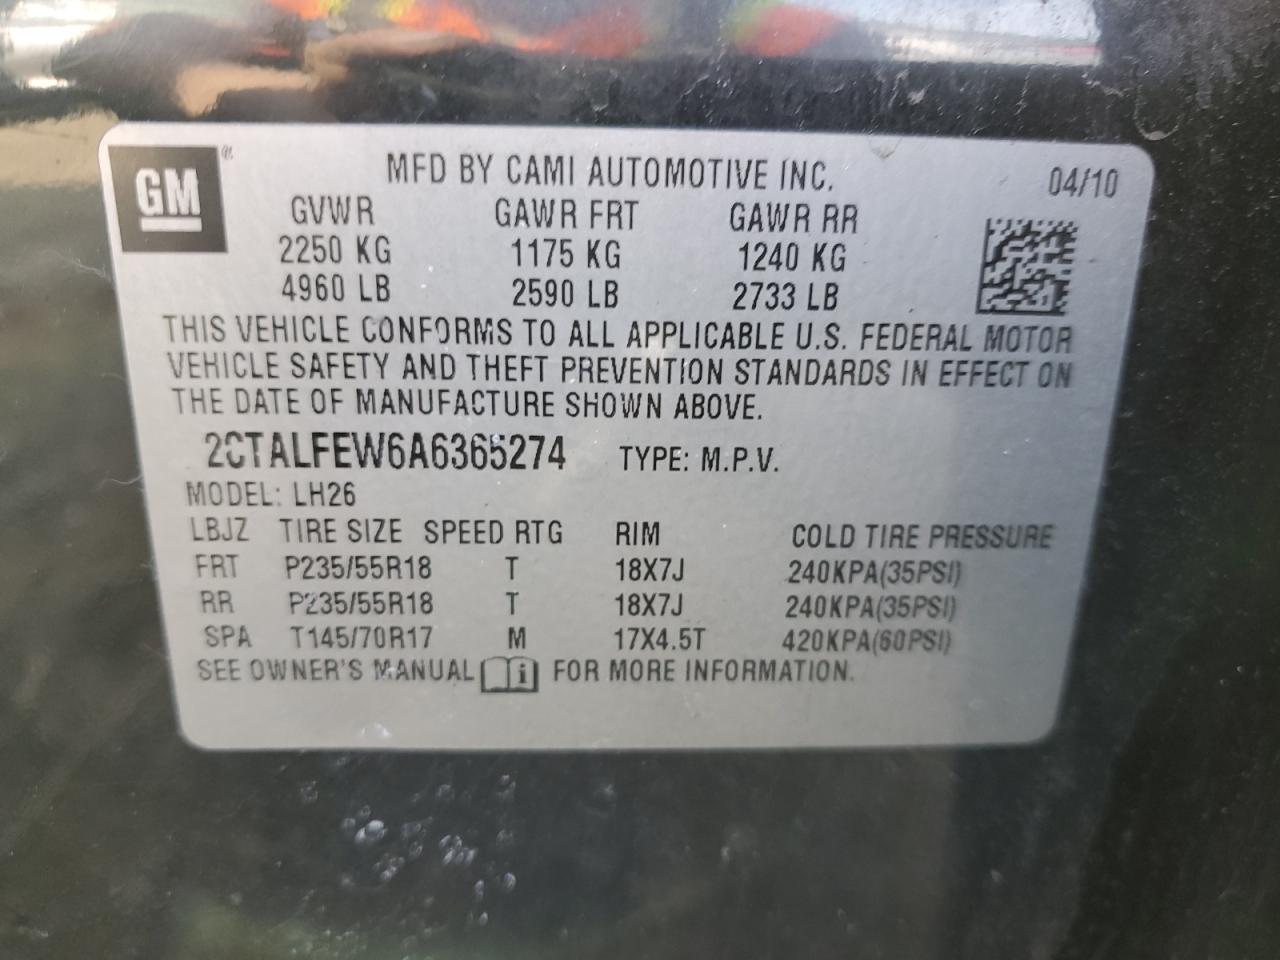 GM ®
MFD BY CAMI AUTOMOTIVE INC. 04/10
GVWR GAWR FRT GAWR RR
2250 KG 1175 KG 1240 KG
4960 LB 2590 LB 2733 LB
THIS VEHICLE CONFORMS TO ALL APPLICABLE U.S. FEDERAL MOTOR
VEHICLE SAFETY AND THEFT PREVENTION STANDARDS IN EFFECT ON
THE DATE OF MANUFACTURE SHOWN ABOVE.
2CTALFEW6A6365274 TYPE: M.P.V.
MODEL: LH26
LBJZ TIRE SIZE SPEED RTG RIM COLD TIRE PRESSURE
FRT P235/55R18 T 18X7J 240KPA(35PSI)
RR P235/55R18 T 18X7J 240KPA(35PSI)
SPA T145/70R17 M 17X4.5T 420KPA(60PSI)
SEE OWNER'S MANUAL i FOR MORE INFORMATION.